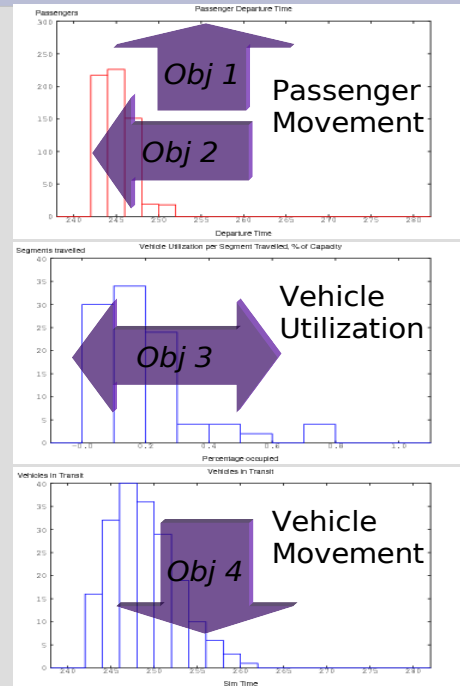 Passenger Departure Time
Passengers
300
250
200
150
100
50
0
Obj 1
Obj 2
Passenger
Movement
240 245 250 255 260 265 270 275 280
Departure Time
Vehicle Utilization per Segment Travelled, % of Capacity
Segments travelled
40
35
30
25
20
15
10
5
0
Obj 3
Vehicle
Utilization
-0.0 0.2 0.4 0.6 0.8 1.0
Percentage occupied
Vehicles in Transit
Vehicles in Transit
40
35
30
25
20
15
10
5
0
Obj 4
Vehicle
Movement
240 245 250 255 260 265 270 275 280
Sim Time